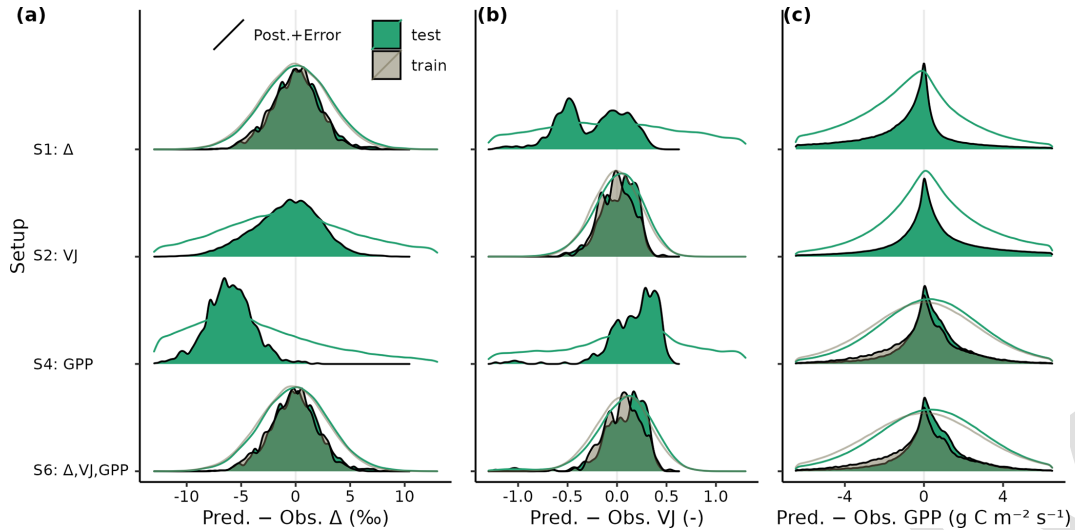 (a)
(b)
(c)
Post.+Error
test
train
Setup
S1: Δ
S2: VJ
S4: GPP
S6: Δ,VJ,GPP
-10 -5 0 5 10
-1.0 -0.5 0.0 0.5 1.0
-4 0 4
Pred. − Obs. Δ (‰)
Pred. − Obs. VJ (-)
Pred. − Obs. GPP (g C m⁻² s⁻¹)